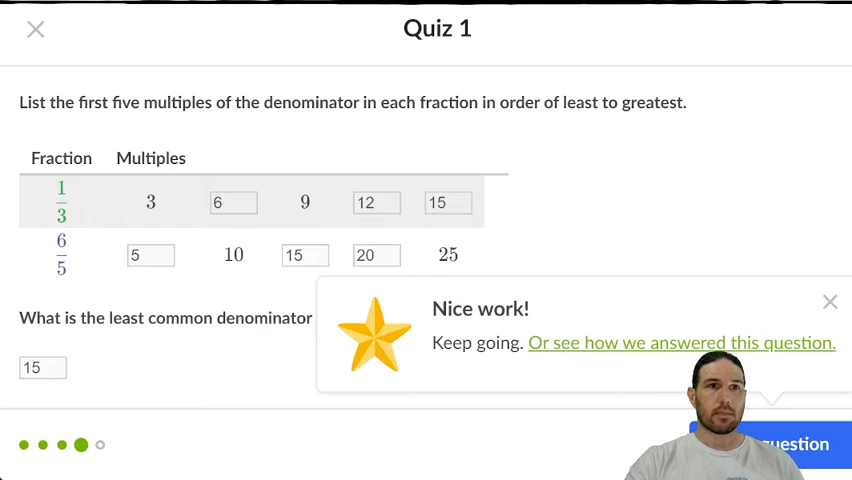 Quiz 1
List the first five multiples of the denominator in each fraction in order of least to greatest.
Fraction Multiples
1/3 3 6 9 12 15
6/5 5 10 15 20 25
What is the least common denominator
15
Nice work!
Keep going. Or see how we answered this question.